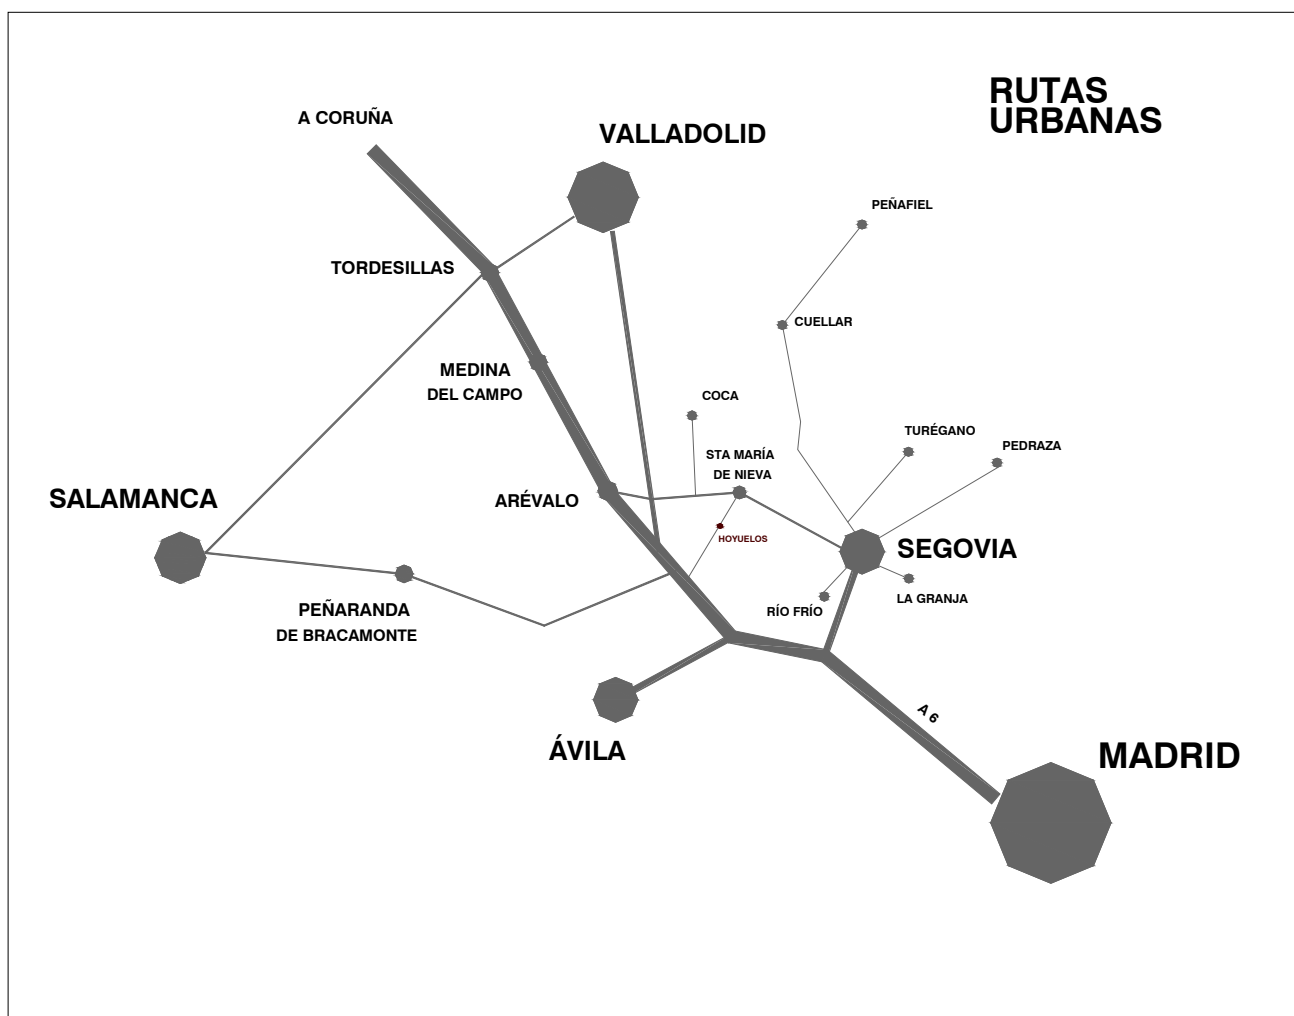 RUTAS
URBANAS
A CORUÑA
VALLADOLID
PEÑAFIEL
TORDESILLAS
CUELLAR
MEDINA
DEL CAMPO
COCA
TURÉGANO
PEDRAZA
STA MARÍA
DE NIEVA
SALAMANCA
ARÉVALO
HOYUELOS
SEGOVIA
LA GRANJA
RÍO FRÍO
PEÑARANDA
DE BRACAMONTE
A 6
ÁVILA
MADRID